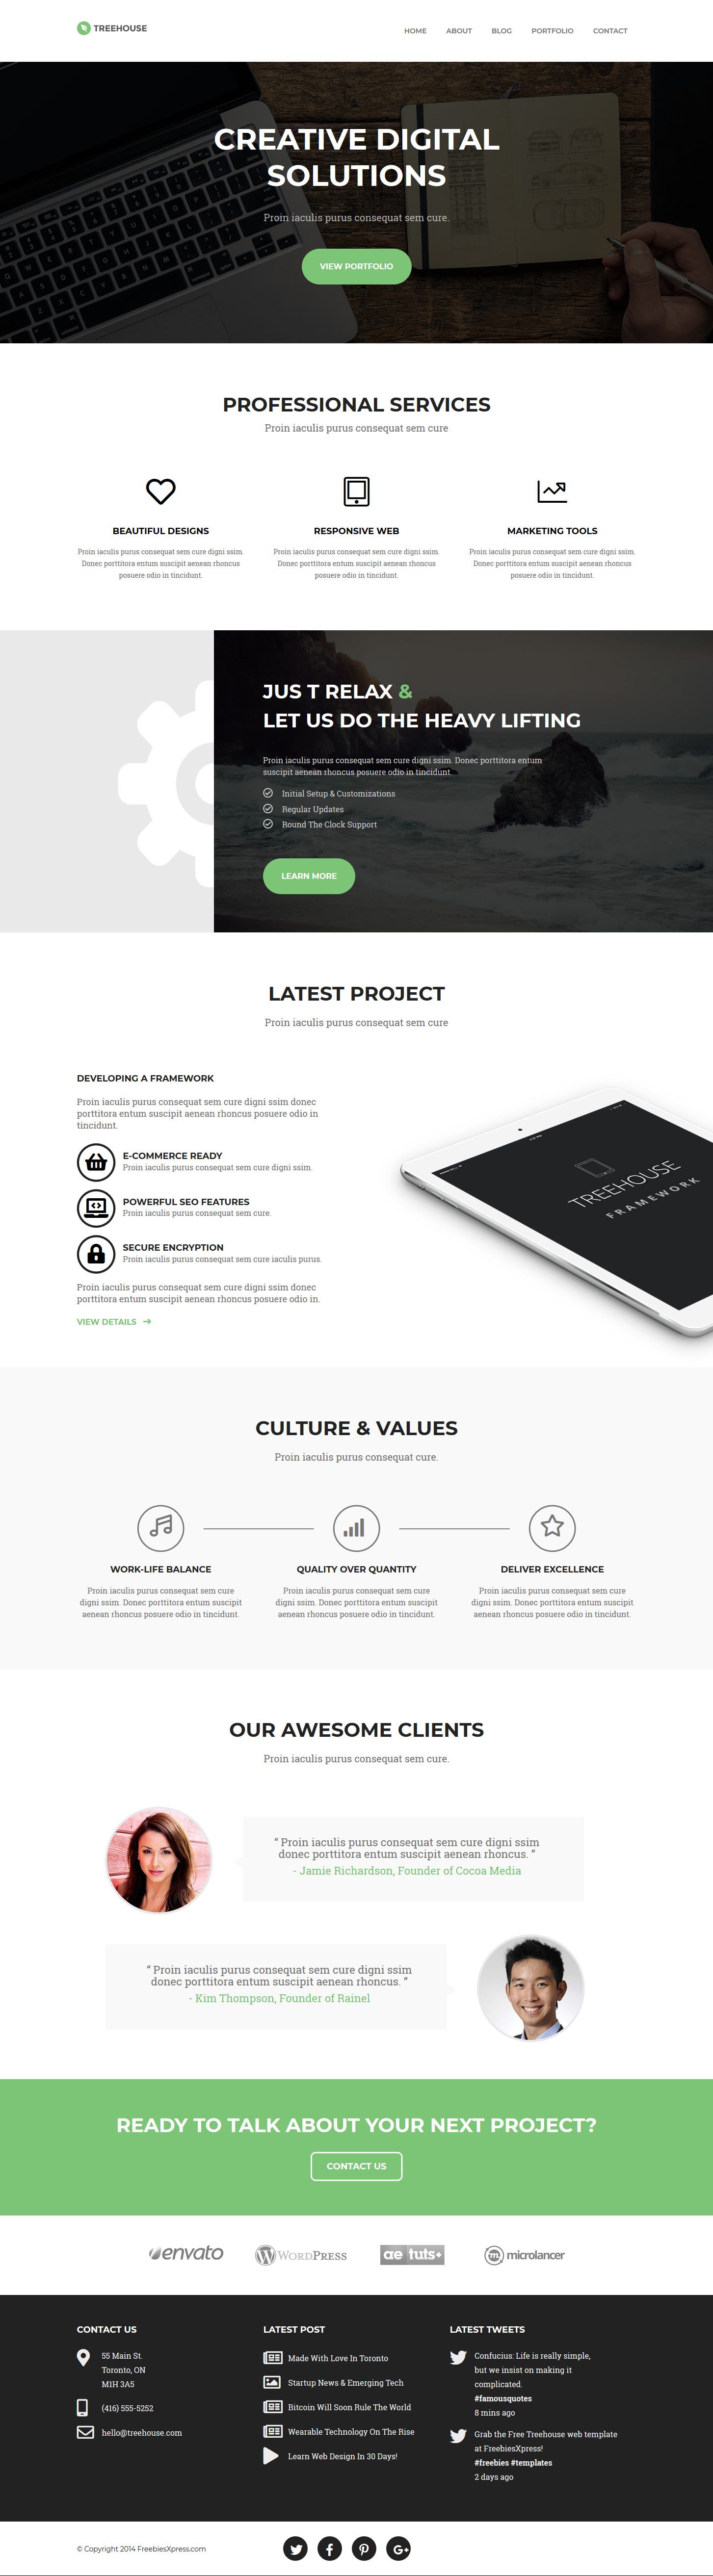 TREEHOUSE
HOME ABOUT BLOG PORTFOLIO CONTACT
CREATIVE DIGITAL
SOLUTIONS
Proin iaculis purus consequat sem cure.
VIEW PORTFOLIO
PROFESSIONAL SERVICES
Proin iaculis purus consequat sem cure
BEAUTIFUL DESIGNS
Proin iaculis purus consequat sem cure digni ssim.
Donec porttitora entum suscipit aenean rhoncus
posuere odio in tincidunt.
RESPONSIVE WEB
Proin iaculis purus consequat sem cure digni ssim.
Donec porttitora entum suscipit aenean rhoncus
posuere odio in tincidunt.
MARKETING TOOLS
Proin iaculis purus consequat sem cure digni ssim.
Donec porttitora entum suscipit aenean rhoncus
posuere odio in tincidunt.
JUS T RELAX &
LET US DO THE HEAVY LIFTING
Proin iaculis purus consequat sem cure digni ssim. Donec porttitora entum
suscipit aenean rhoncus posuere odio in tincidunt.
Initial Setup & Customizations
Regular Updates
Round The Clock Support
LEARN MORE
LATEST PROJECT
Proin iaculis purus consequat sem cure
DEVELOPING A FRAMEWORK
Proin iaculis purus consequat sem cure digni ssim donec
porttitora entum suscipit aenean rhoncus posuere odio in
tincidunt.
E-COMMERCE READY
Proin iaculis purus consequat sem cure digni ssim.
POWERFUL SEO FEATURES
Proin iaculis purus consequat sem cure.
SECURE ENCRYPTION
Proin iaculis purus consequat sem cure iaculis purus.
Proin iaculis purus consequat sem cure digni ssim donec
porttitora entum suscipit aenean rhoncus posuere odio in.
VIEW DETAILS
TREEHOUSE
FRAMEWORK
CULTURE & VALUES
Proin iaculis purus consequat cure.
WORK-LIFE BALANCE
Proin iaculis purus consequat sem cure
digni ssim. Donec porttitora entum suscipit
aenean rhoncus posuere odio in tincidunt.
QUALITY OVER QUANTITY
Proin iaculis purus consequat sem cure
digni ssim. Donec porttitora entum suscipit
aenean rhoncus posuere odio in tincidunt.
DELIVER EXCELLENCE
Proin iaculis purus consequat sem cure
digni ssim. Donec porttitora entum suscipit
aenean rhoncus posuere odio in tincidunt.
OUR AWESOME CLIENTS
Proin iaculis purus consequat sem cure.
“ Proin iaculis purus consequat sem cure digni ssim
donec porttitora entum suscipit aenean rhoncus. ”
- Jamie Richardson, Founder of Cocoa Media
“ Proin iaculis purus consequat sem cure digni ssim
donec porttitora entum suscipit aenean rhoncus. ”
- Kim Thompson, Founder of Rainel
READY TO TALK ABOUT YOUR NEXT PROJECT?
CONTACT US
envato
WORDPRESS
ae tuts+
m microlancer
CONTACT US
55 Main St.
Toronto, ON
M1H 3A5
(416) 555-5252
hello@treehouse.com
LATEST POST
Made With Love In Toronto
Startup News & Emerging Tech
Bitcoin Will Soon Rule The World
Wearable Technology On The Rise
Learn Web Design In 30 Days!
LATEST TWEETS
Confucius: Life is really simple,
but we insist on making it
complicated.
#famousquotes
8 mins ago
Grab the Free Treehouse web template
at FreebiesXpress!
#freebies #templates
2 days ago
© Copyright 2014 FreebiesXpress.com